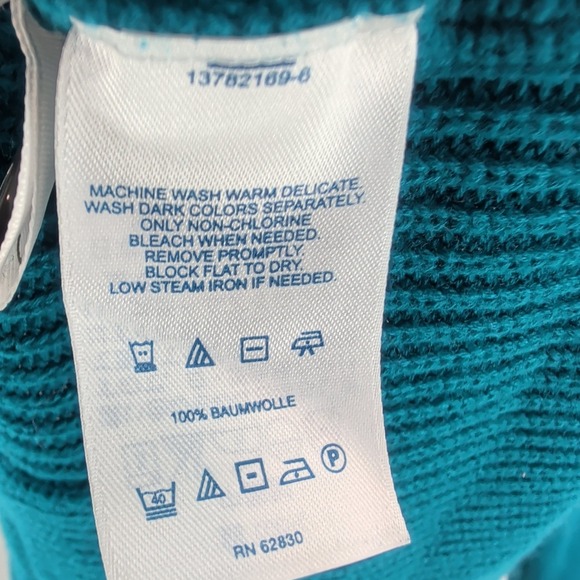 13782169-6
MACHINE WASH WARM DELICATE.
WASH DARK COLORS SEPARATELY.
ONLY NON-CHLORINE
BLEACH WHEN NEEDED.
REMOVE PROMPTLY.
BLOCK FLAT TO DRY.
LOW STEAM IRON IF NEEDED.
100% BAUMWOLLE
40 P
RN 62830